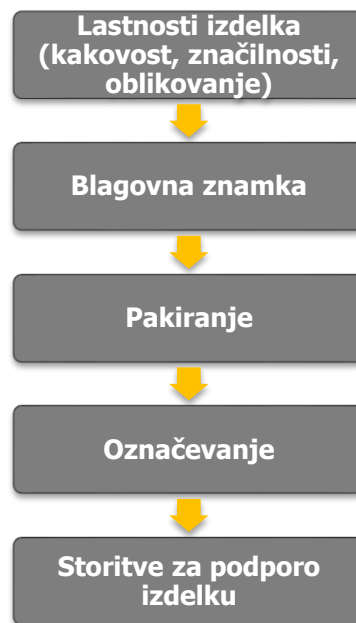 Lastnosti izdelka
(kakovost, značilnosti,
oblikovanje)
Blagovna znamka
Pakiranje
Označevanje
Storitve za podporo
izdelku